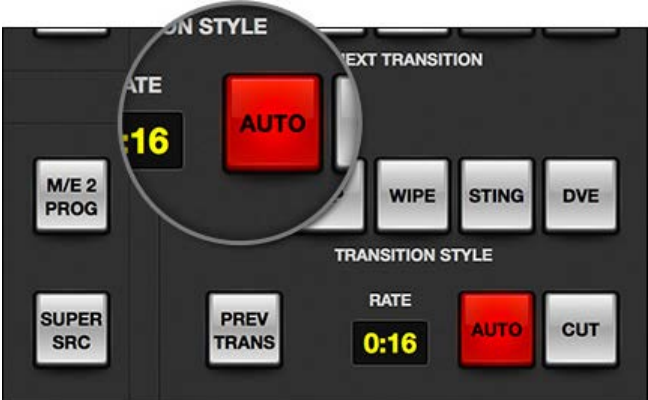 ON STYLE
EXT TRANSITION
ATE
:16
AUTO
M/E 2
PROG
WIPE
STING
DVE
TRANSITION STYLE
SUPER
SRC
PREV
TRANS
RATE
0:16
AUTO
CUT